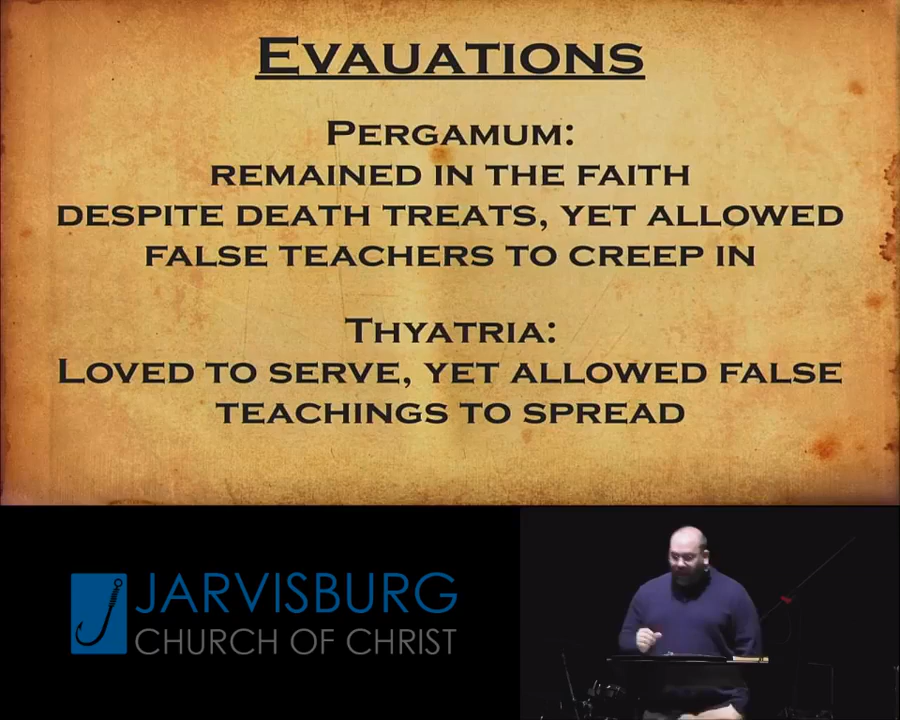 EVAUATIONS
PERGAMUM:
REMAINED IN THE FAITH
DESPITE DEATH TREATS, YET ALLOWED
FALSE TEACHERS TO CREEP IN
THYATRIA:
LOVED TO SERVE, YET ALLOWED FALSE
TEACHINGS TO SPREAD
JARVISBURG
CHURCH OF CHRIST